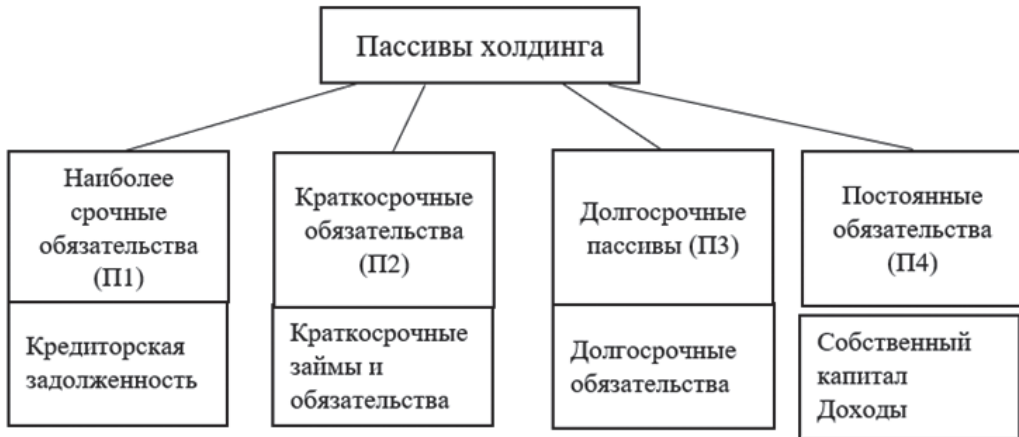 Пассивы холдинга
Наиболее
срочные
обязательства
(П1)
Кредиторская
задолженность
Краткосрочные
обязательства
(П2)
Краткосрочные
займы и
обязательства
Долгосрочные
пассивы (П3)
Долгосрочные
обязательства
Постоянные
обязательства
(П4)
Собственный
капитал
Доходы